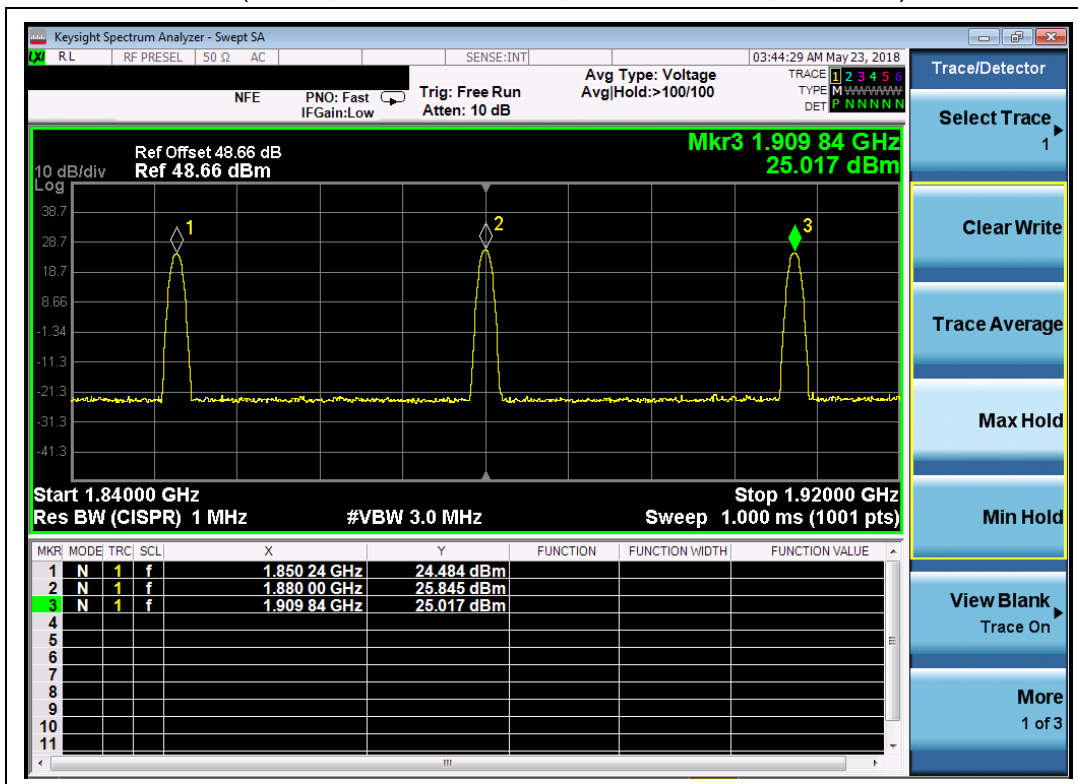 Keysight Spectrum Analyzer - Swept SA
LXI RL RF PRESEL 50 Ω AC SENSE:INT 03:44:29 AM May 23, 2018
NFE PNO: Fast Trig: Free Run Avg Type: Voltage TRACE 1 2 3 4 5 6
IFGain:Low Atten: 10 dB Avg|Hold:>100/100 TYPE M WWWWW
DET P N N N N N
Mkr3 1.909 84 GHz
25.017 dBm
Ref Offset 48.66 dB
10 dB/div Ref 48.66 dBm
Log
38.7
28.7
18.7
8.66
-1.34
-11.3
-21.3
-31.3
-41.3
1
2
3
Start 1.84000 GHz Stop 1.92000 GHz
Res BW (CISPR) 1 MHz #VBW 3.0 MHz Sweep 1.000 ms (1001 pts)
MKR MODE TRC SCL X Y FUNCTION FUNCTION WIDTH FUNCTION VALUE
1 N 1 f 1.850 24 GHz 24.484 dBm
2 N 1 f 1.880 00 GHz 25.845 dBm
3 N 1 f 1.909 84 GHz 25.017 dBm
4
5
6
7
8
9
10
11
Trace/Detector
Select Trace
1
Clear Write
Trace Average
Max Hold
Min Hold
View Blank
Trace On
More
1 of 3